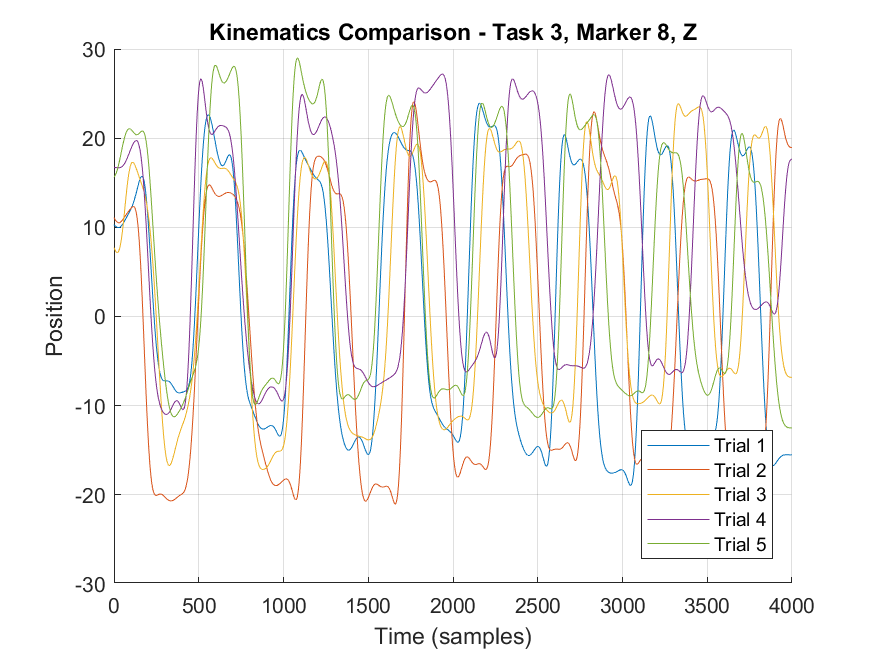 Kinematics Comparison - Task 3, Marker 8, Z
30
20
10
0
-10
-20
-30
Position
0 500 1000 1500 2000 2500 3000 3500 4000
Time (samples)
Trial 1
Trial 2
Trial 3
Trial 4
Trial 5